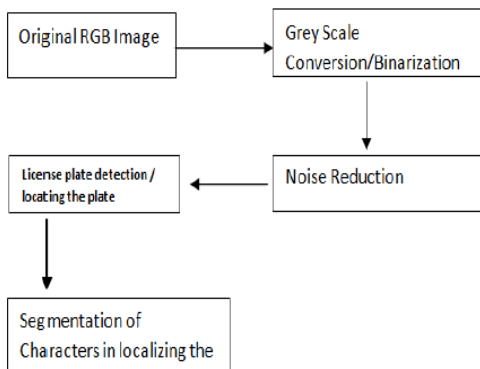 Original RGB Image
Grey Scale
Conversion/Binarization
Noise Reduction
License plate detection /
locating the plate
Segmentation of
Characters in localizing the